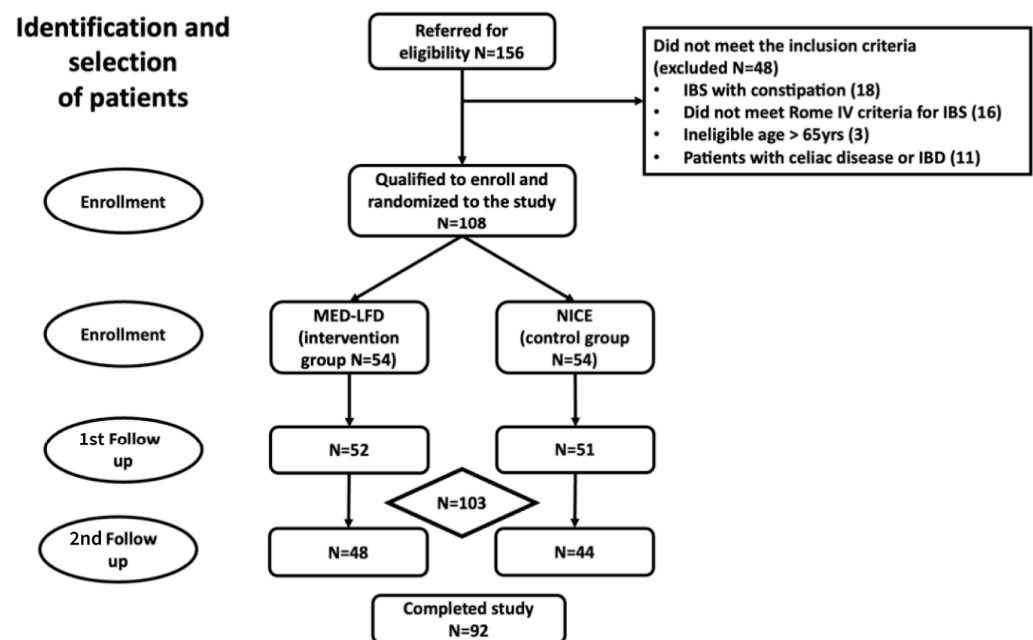 Identification and
selection
of patients
Referred for
eligibility N=156
Did not meet the inclusion criteria
(excluded N=48)
• IBS with constipation (18)
• Did not meet Rome IV criteria for IBS (16)
• Ineligible age > 65yrs (3)
• Patients with celiac disease or IBD (11)
Enrollment
Qualified to enroll and
randomized to the study
N=108
Enrollment
MED-LFD
(intervention
group N=54)
NICE
(control group
N=54)
1st Follow
up
N=52
N=51
N=103
2nd Follow
up
N=48
N=44
Completed study
N=92